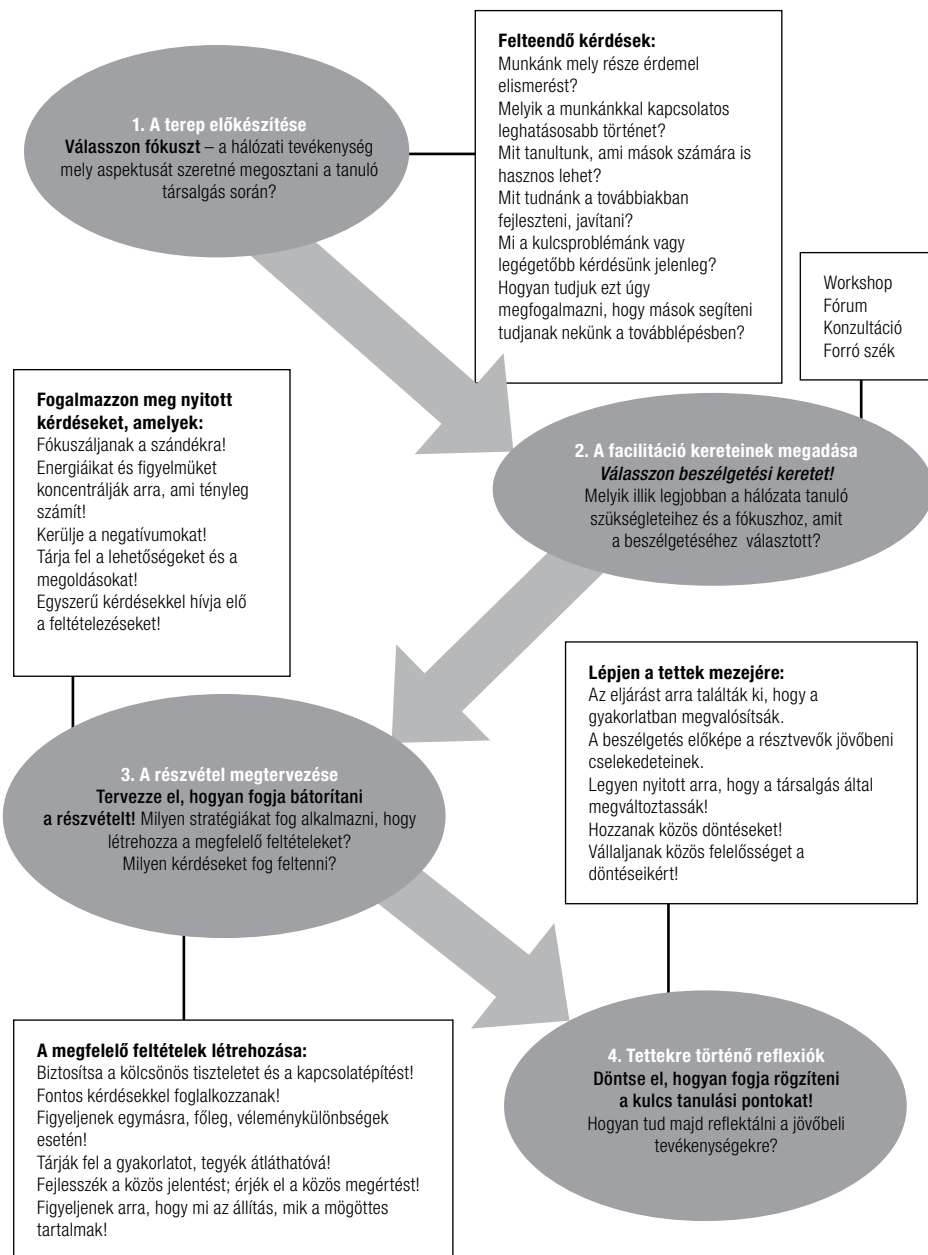 1. A terep előkészítése
Válasszon fókuszt – a hálózati tevékenység
mely aspektusát szeretné megosztani a tanuló
társalgás során?
Felteendő kérdések:
Munkánk mely része érdemel
elismerést?
Melyik a munkánkkal kapcsolatos
leghatásosabb történet?
Mit tanultunk, ami mások számára is
hasznos lehet?
Mit tudnánk a továbbiakban
fejleszteni, javítani?
Mi a kulcsproblémánk vagy
legégetőbb kérdésünk jelenleg?
Hogyan tudjuk ezt úgy
megfogalmazni, hogy mások segíteni
tudjanak nekünk a továbblépésben?
Workshop
Fórum
Konzultáció
Forró szék
2. A facilitáció kereteinek megadása
Válasszon beszélgetési keretet!
Melyik illik legjobban a hálózata tanuló
szükségleteihez és a fókuszhoz, amit
a beszélgetéséhez választott?
Fogalmazzon meg nyitott
kérdéseket, amelyek:
Fókuszáljanak a szándékra!
Energiáikat és figyelmüket
koncentrálják arra, ami tényleg
számít!
Kerülje a negatívumokat!
Tárja fel a lehetőségeket és a
megoldásokat!
Egyszerű kérdésekkel hívja elő
a feltételezéseket!
3. A részvétel megtervezése
Tervezze el, hogyan fogja bátorítani
a részvételt! Milyen stratégiákat fog alkalmazni, hogy
létrehozza a megfelelő feltételeket?
Milyen kérdéseket fog feltenni?
Lépjen a tettek mezejére:
Az eljárást arra találták ki, hogy a
gyakorlatban megvalósítsák.
A beszélgetés előképe a résztvevők jövőbeni
cselekedeteinek.
Legyen nyitott arra, hogy a társalgás által
megváltoztassák!
Hozzanak közös döntéseket!
Vállaljanak közös felelősséget a
döntéseikért!
A megfelelő feltételek létrehozása:
Biztosítsa a kölcsönös tiszteletet és a kapcsolatépítést!
Fontos kérdésekkel foglalkozzanak!
Figyeljenek egymásra, főleg, véleménykülönbségek
esetén!
Tárják fel a gyakorlatot, tegyék átláthatóvá!
Fejlesszék a közös jelentést; érjék el a közös megértést!
Figyeljenek arra, hogy mi az állítás, mik a mögöttes
tartalmak!
4. Tettekre történő reflexiók
Döntse el, hogyan fogja rögzíteni
a kulcs tanulási pontokat!
Hogyan tud majd reflektálni a jövőbeli
tevékenységekre?